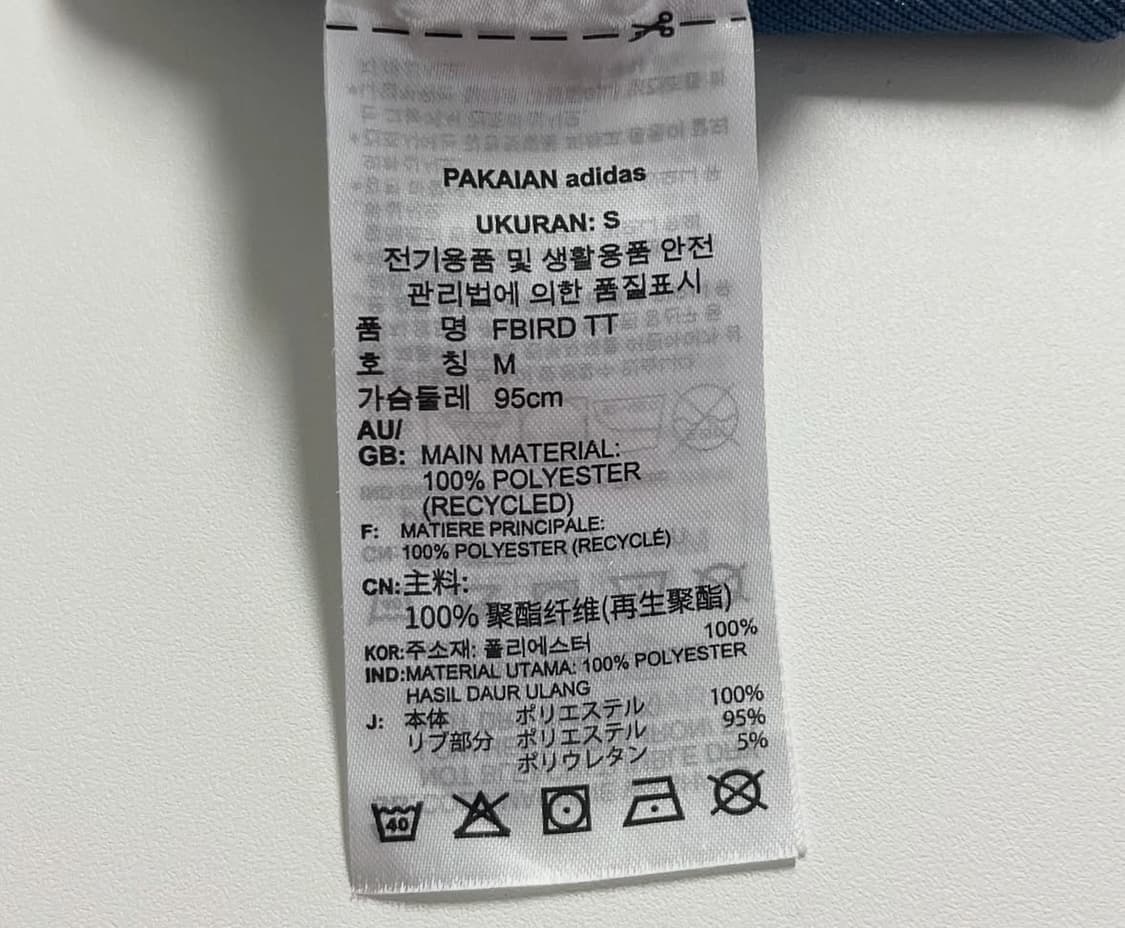 PAKAIAN adidas
UKURAN: S
전기용품 및 생활용품 안전
관리법에 의한 품질표시
품 명 FBIRD TT
호 칭 M
가슴둘레 95cm
AU/
GB: MAIN MATERIAL:
100% POLYESTER
(RECYCLED)
F: MATIERE PRINCIPALE:
100% POLYESTER (RECYCLÉ)
CN:主料:
100% 聚酯纤维(再生聚酯)
KOR:주소재: 폴리에스터 100%
IND:MATERIAL UTAMA: 100% POLYESTER
HASIL DAUR ULANG
J: 本体 ポリエステル 100%
リブ部分 ポリエステル 95%
ポリウレタン 5%
40